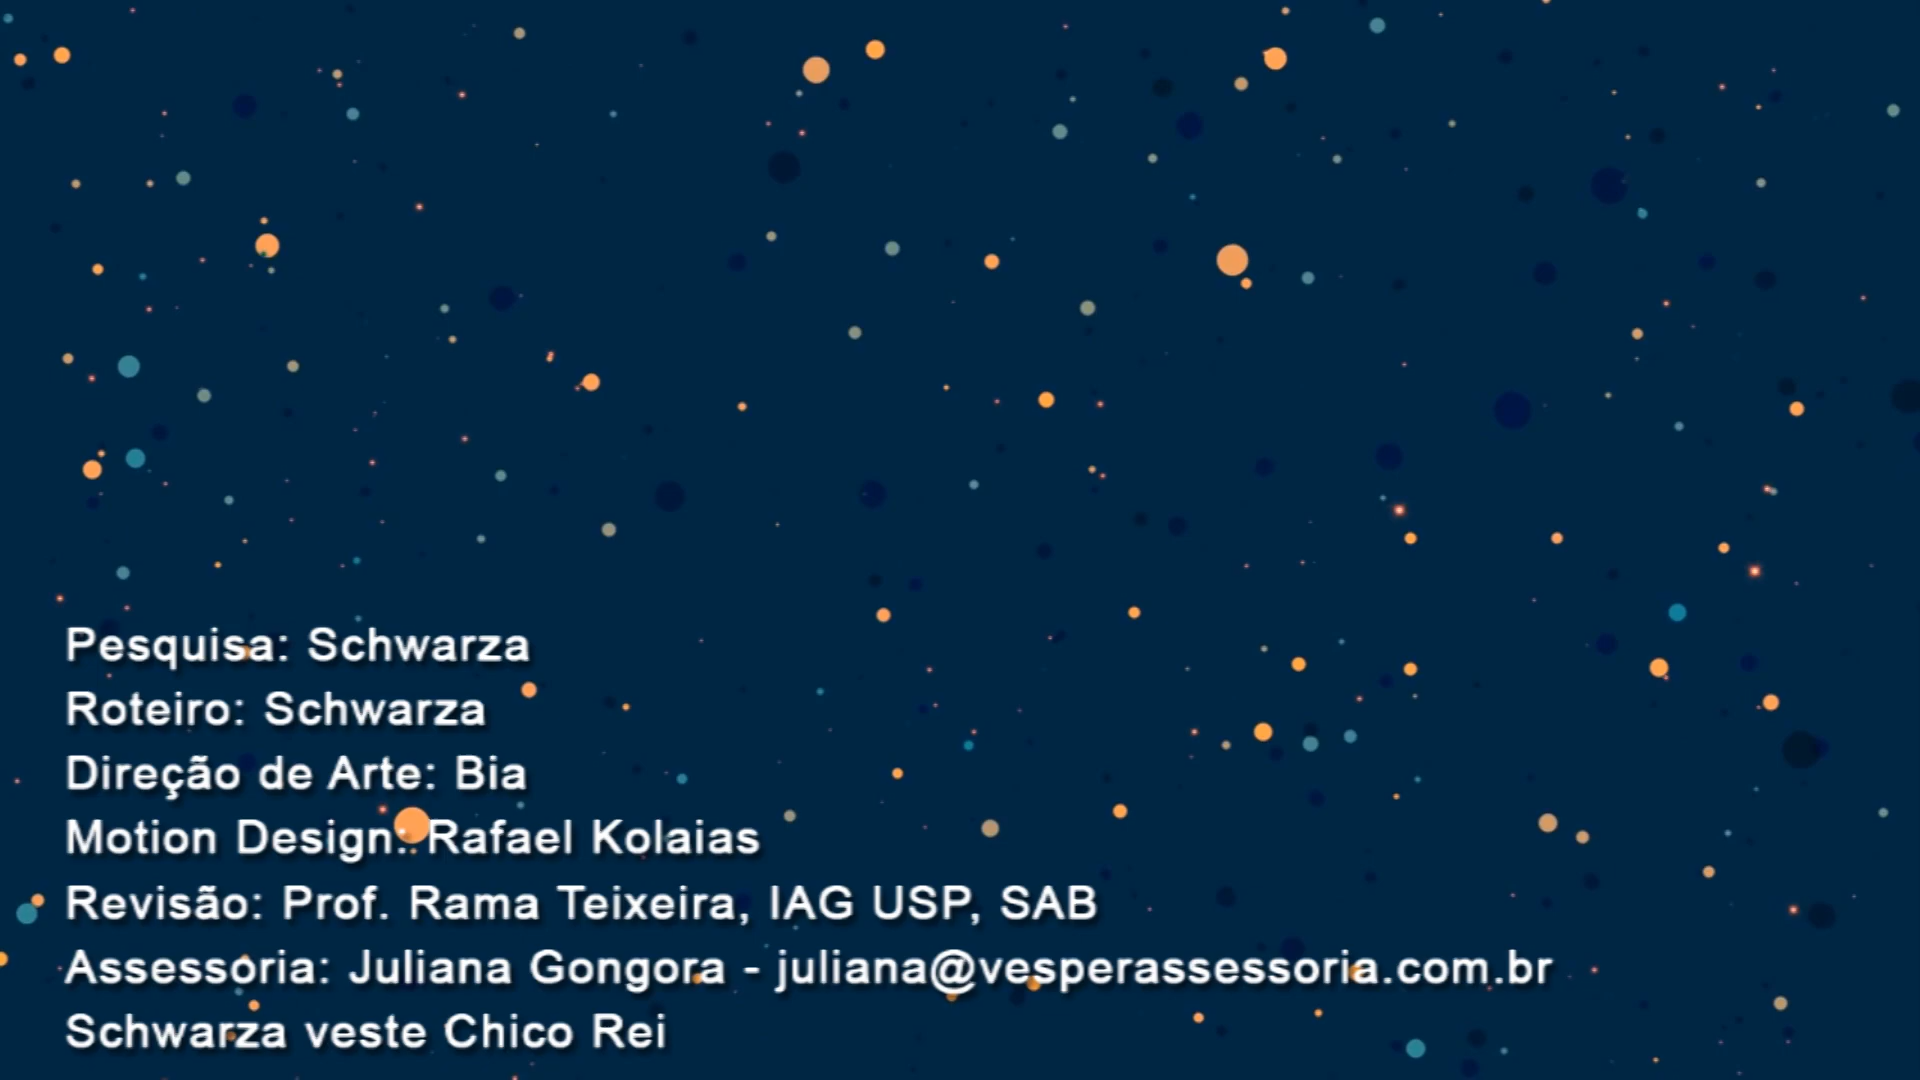 Pesquisa: Schwarza
Roteiro: Schwarza
Direção de Arte: Bia
Motion Design: Rafael Kolaias
Revisão: Prof. Rama Teixeira, IAG USP, SAB
Assessoria: Juliana Gongora - juliana@vesperassessoria.com.br
Schwarza veste Chico Rei